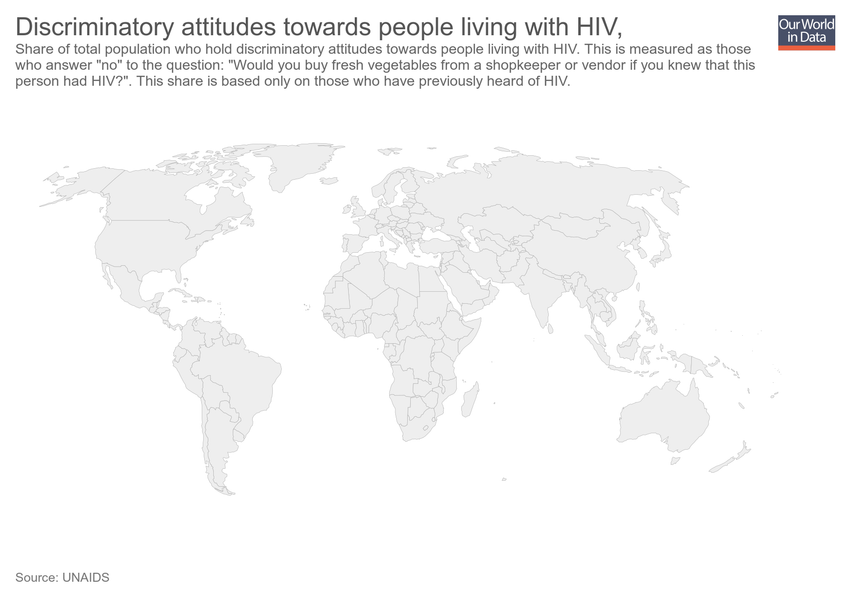 Discriminatory attitudes towards people living with HIV,
Our World
in Data
Share of total population who hold discriminatory attitudes towards people living with HIV. This is measured as those
who answer "no" to the question: "Would you buy fresh vegetables from a shopkeeper or vendor if you knew that this
person had HIV?". This share is based only on those who have previously heard of HIV.
Source: UNAIDS